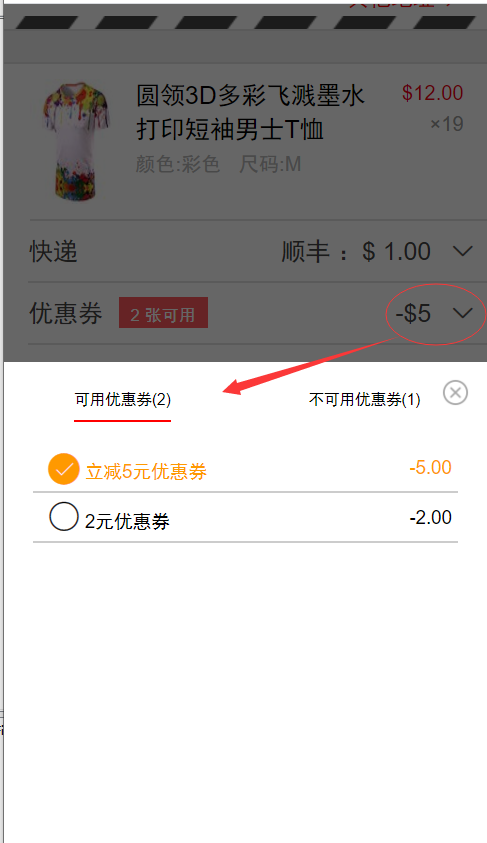 圆领3D多彩飞溅墨水 $12.00
打印短袖男士T恤 ×19
颜色:彩色 尺码:M
快递 顺丰 : $ 1.00
优惠券 2 张可用 -$5
可用优惠券(2) 不可用优惠券(1)
立减5元优惠券 -5.00
2元优惠券 -2.00